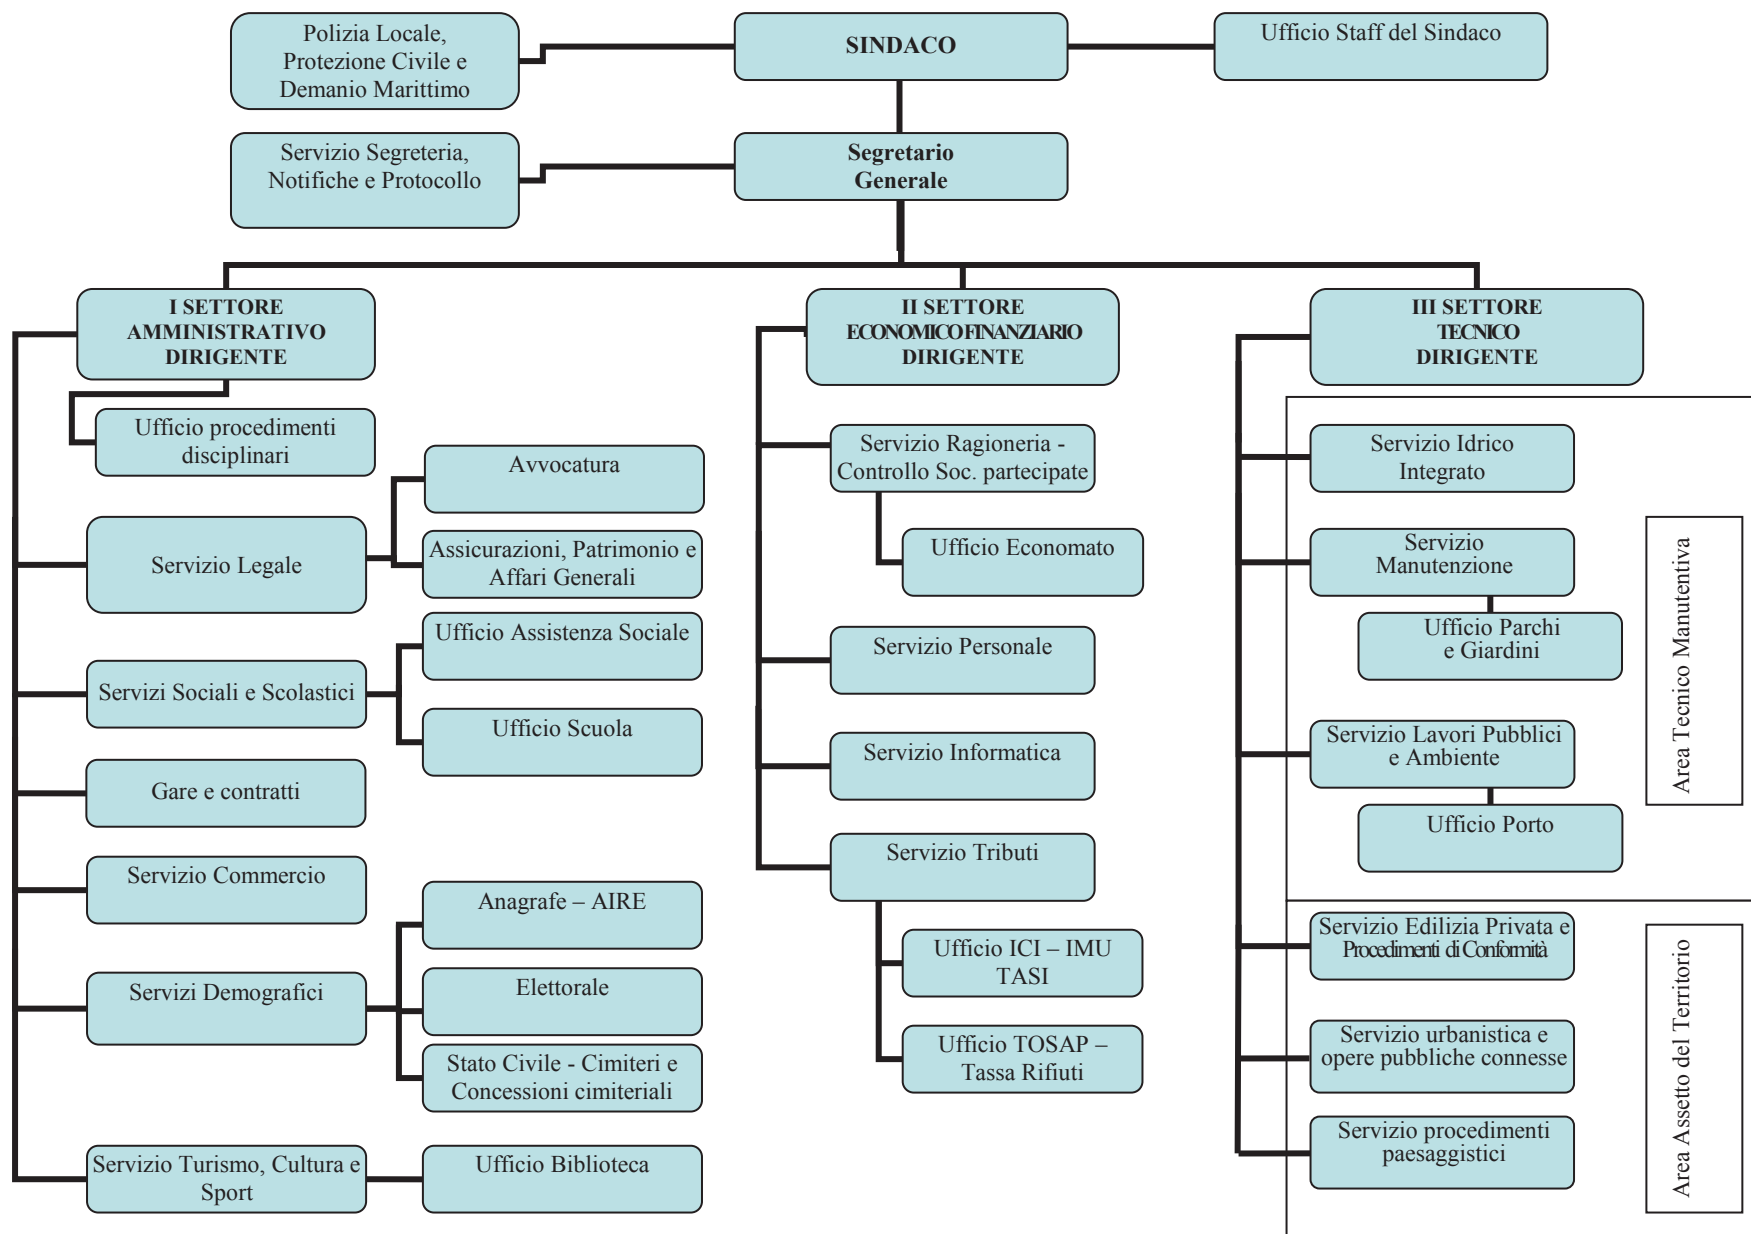 Polizia Locale,
Protezione Civile e
Demanio Marittimo
SINDACO
Ufficio Staff del Sindaco
Servizio Segreteria,
Notifiche e Protocollo
Segretario
Generale
I SETTORE
AMMINISTRATIVO
DIRIGENTE
Ufficio procedimenti
disciplinari
Servizio Legale
Avvocatura
Assicurazioni, Patrimonio e
Affari Generali
Servizi Sociali e Scolastici
Ufficio Assistenza Sociale
Ufficio Scuola
Gare e contratti
Servizio Commercio
Servizi Demografici
Anagrafe – AIRE
Elettorale
Stato Civile - Cimiteri e
Concessioni cimiteriali
Servizio Turismo, Cultura e
Sport
Ufficio Biblioteca
II SETTORE
ECONOMICO FINANZIARIO
DIRIGENTE
Servizio Ragioneria -
Controllo Soc. partecipate
Ufficio Economato
Servizio Personale
Servizio Informatica
Servizio Tributi
Ufficio ICI – IMU
TASI
Ufficio TOSAP –
Tassa Rifiuti
III SETTORE
TECNICO
DIRIGENTE
Servizio Idrico
Integrato
Servizio
Manutenzione
Ufficio Parchi
e Giardini
Servizio Lavori Pubblici
e Ambiente
Ufficio Porto
Area Tecnico Manutentiva
Servizio Edilizia Privata e
Procedimenti di Conformità
Servizio urbanistica e
opere pubbliche connesse
Servizio procedimenti
paesaggistici
Area Assetto del Territorio